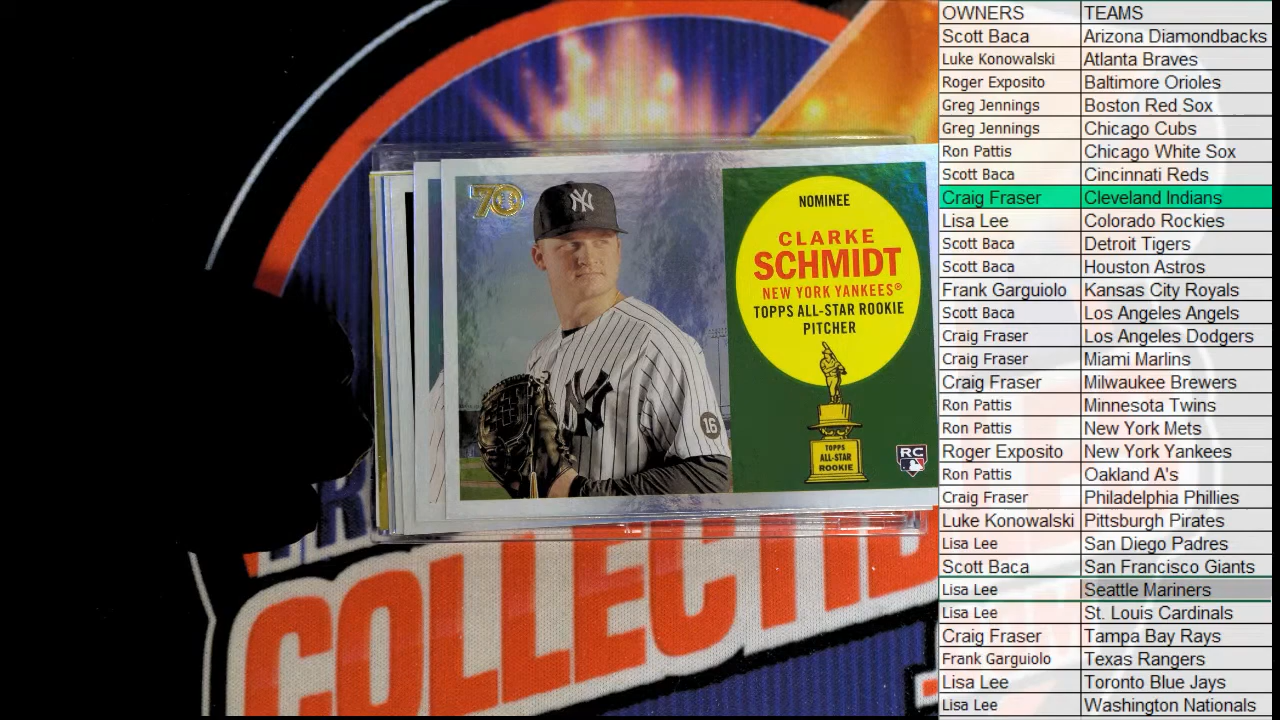 70
NY
NOMINEE
CLARKE
SCHMIDT
NEW YORK YANKEES®
TOPPS ALL-STAR ROOKIE
PITCHER
16
TOPPS
ALL-STAR
ROOKIE
RC
COLLECTIB
OWNERS TEAMS
Scott Baca Arizona Diamondbacks
Luke Konowalski Atlanta Braves
Roger Exposito Baltimore Orioles
Greg Jennings Boston Red Sox
Greg Jennings Chicago Cubs
Ron Pattis Chicago White Sox
Scott Baca Cincinnati Reds
Craig Fraser Cleveland Indians
Lisa Lee Colorado Rockies
Scott Baca Detroit Tigers
Scott Baca Houston Astros
Frank Garguiolo Kansas City Royals
Scott Baca Los Angeles Angels
Craig Fraser Los Angeles Dodgers
Craig Fraser Miami Marlins
Craig Fraser Milwaukee Brewers
Ron Pattis Minnesota Twins
Ron Pattis New York Mets
Roger Exposito New York Yankees
Ron Pattis Oakland A's
Craig Fraser Philadelphia Phillies
Luke Konowalski Pittsburgh Pirates
Lisa Lee San Diego Padres
Scott Baca San Francisco Giants
Lisa Lee Seattle Mariners
Lisa Lee St. Louis Cardinals
Craig Fraser Tampa Bay Rays
Frank Garguiolo Texas Rangers
Lisa Lee Toronto Blue Jays
Lisa Lee Washington Nationals